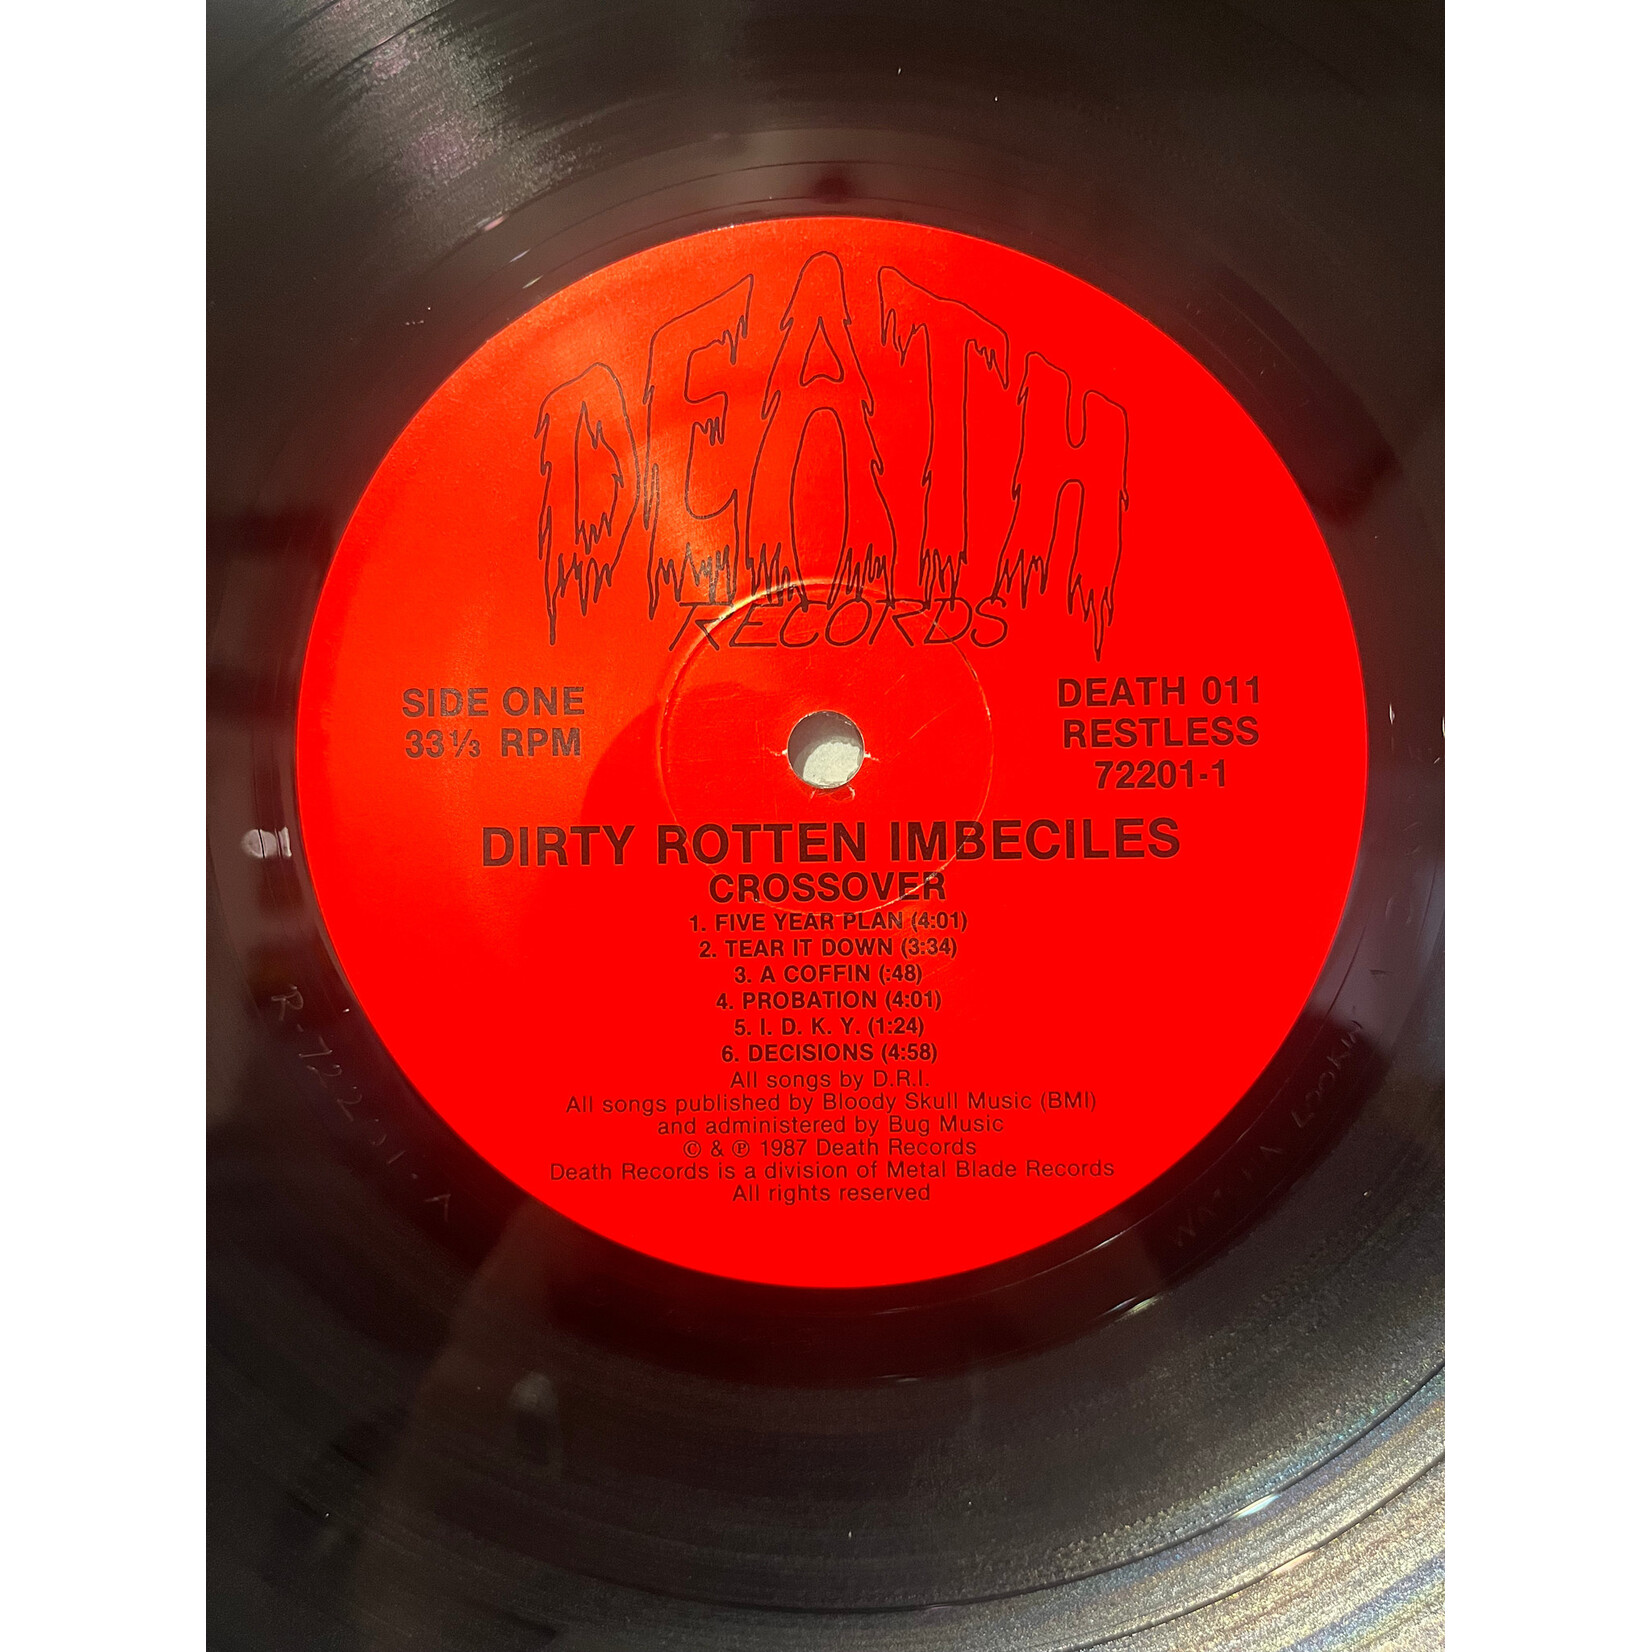 DEATH
RECORDS
SIDE ONE
33⅓ RPM
DEATH 011
RESTLESS
72201-1
DIRTY ROTTEN IMBECILES
CROSSOVER
1. FIVE YEAR PLAN (4:01)
2. TEAR IT DOWN (3:34)
3. A COFFIN (:48)
4. PROBATION (4:01)
5. I. D. K. Y. (1:24)
6. DECISIONS (4:58)
All songs by D.R.I.
All songs published by Bloody Skull Music (BMI)
and administered by Bug Music
© & ℗ 1987 Death Records
Death Records is a division of Metal Blade Records
All rights reserved
R-72201-A
LOOKIN'